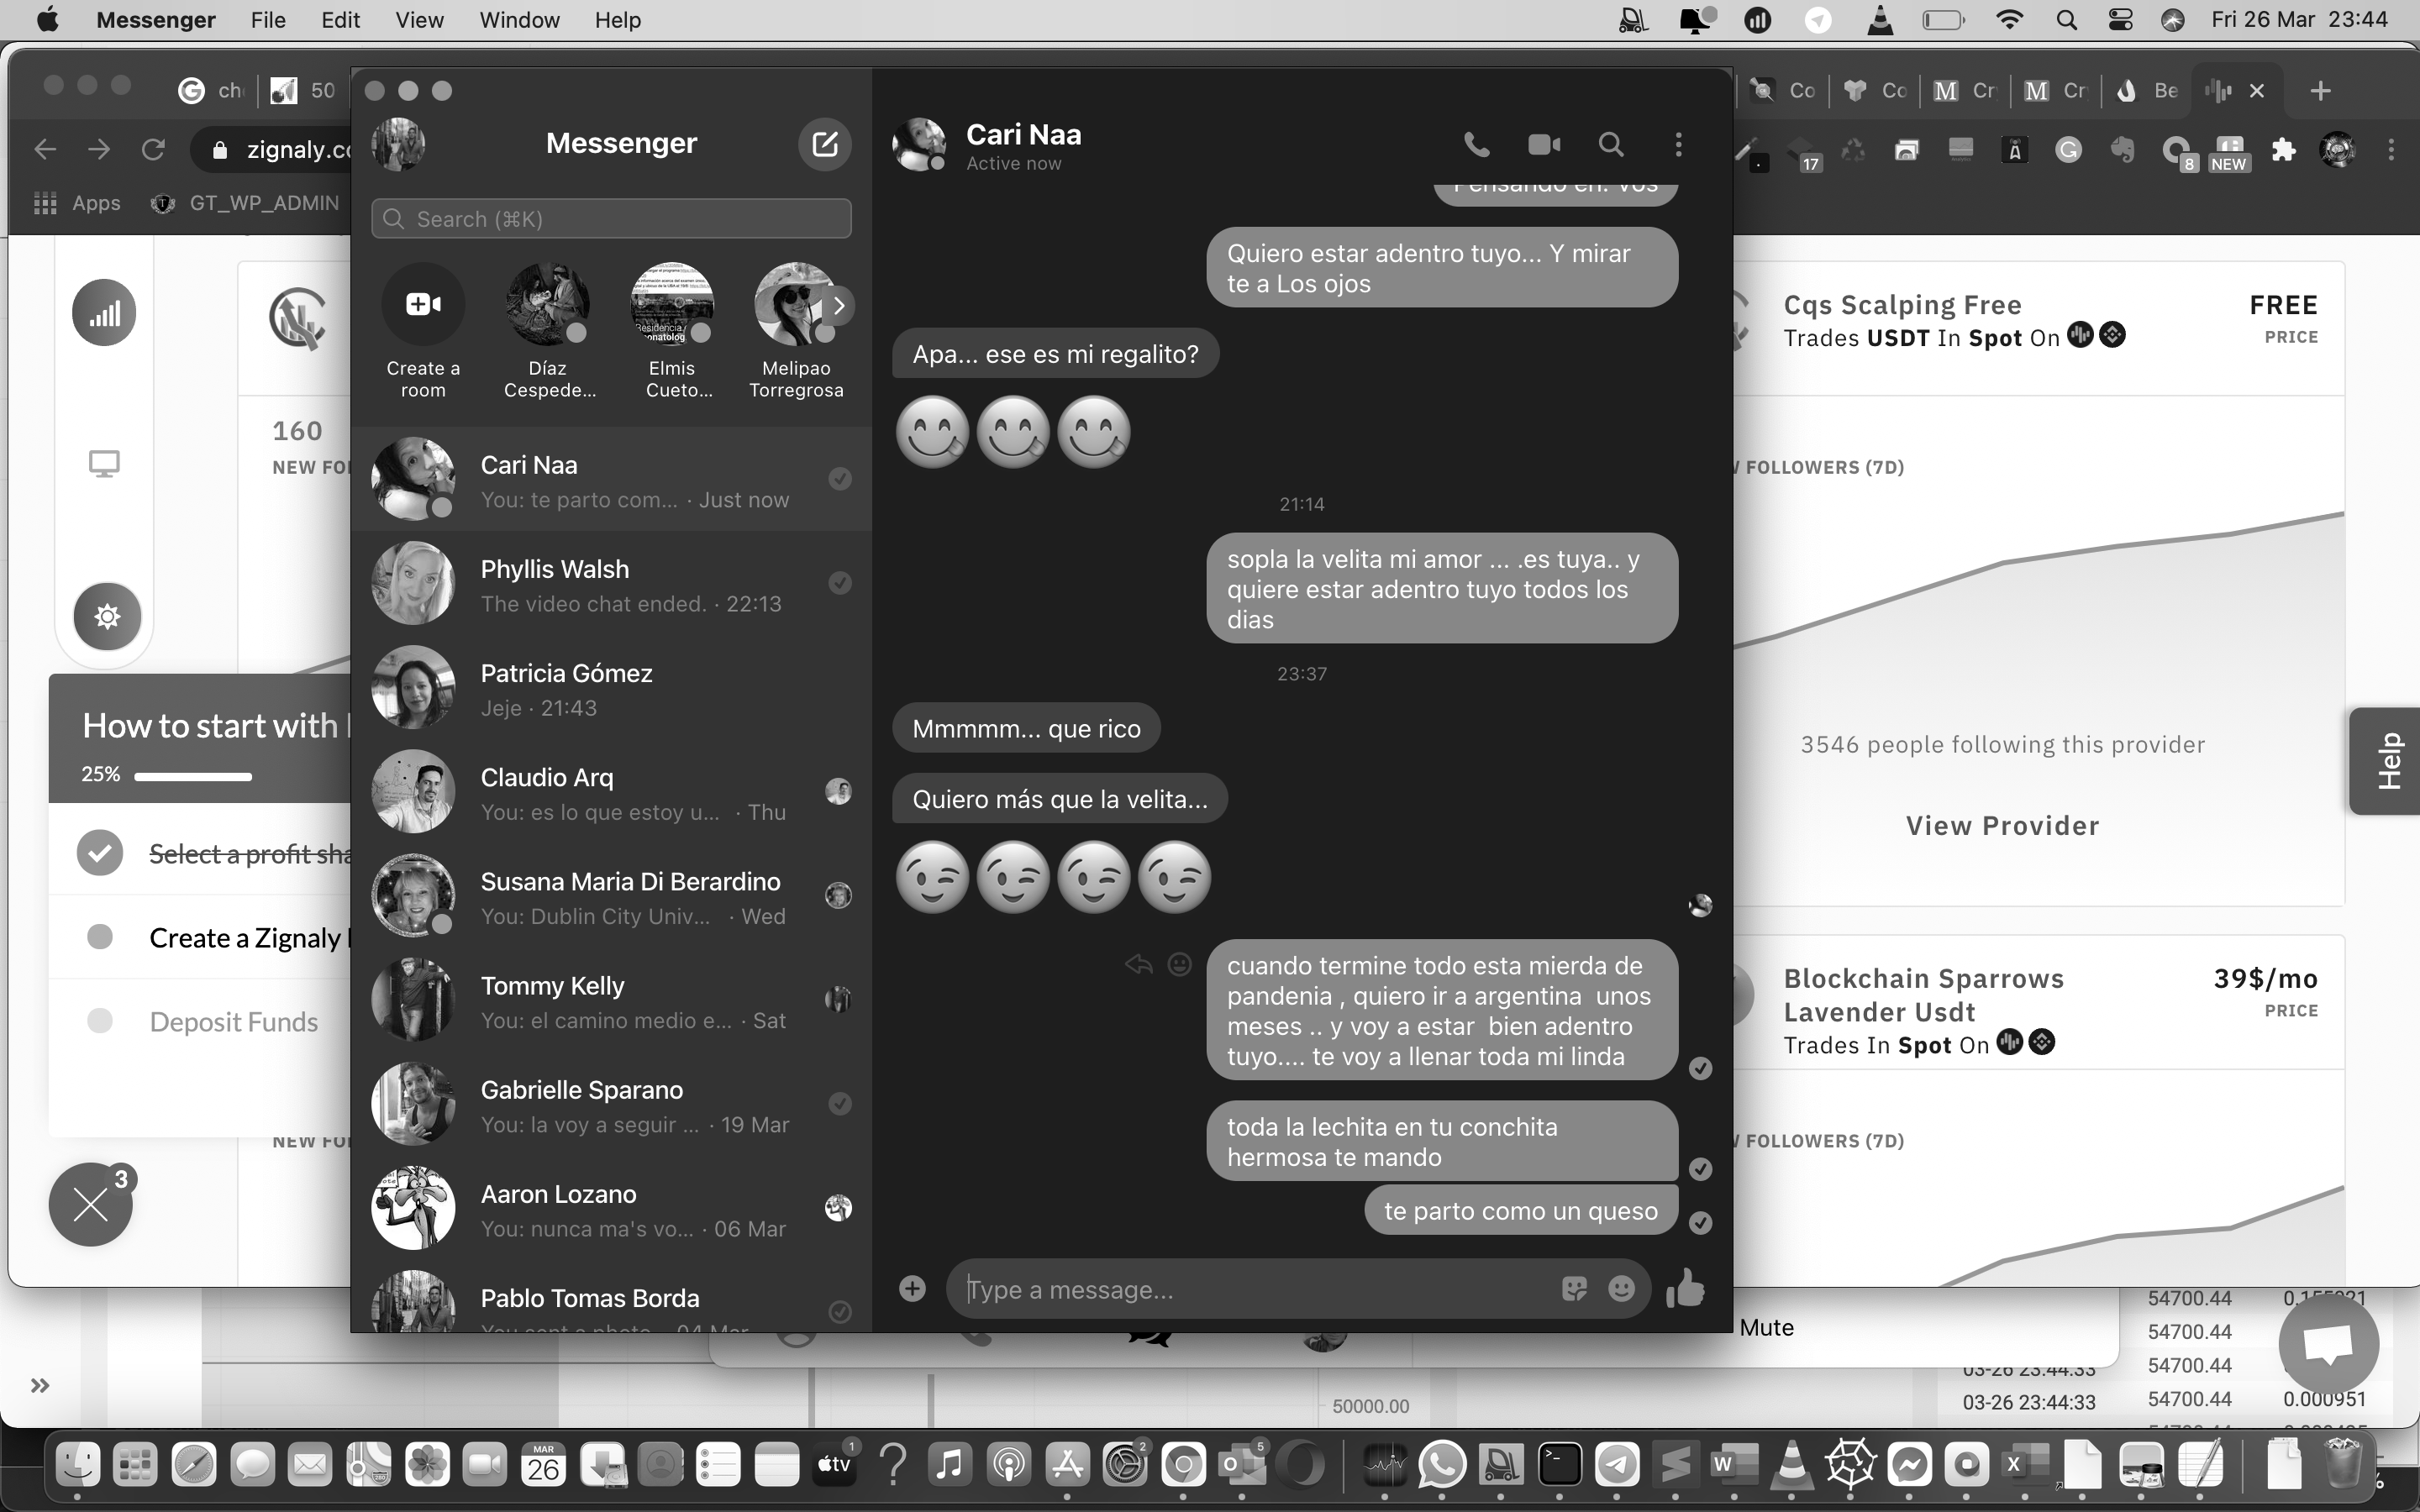 Messenger File Edit View Window Help
Fri 26 Mar 23:44
ch 50
Co Co Cr Cr Be
zignaly.co
17 8 NEW
Apps GT_WP_ADMIN
Messenger
Search (⌘K)
Create a room
Díaz Cespede...
Elmis Cueto...
Melipao Torregrosa
Cari Naa
You: te parto com... · Just now
Phyllis Walsh
The video chat ended. · 22:13
Patricia Gómez
Jeje · 21:43
Claudio Arq
You: es lo que estoy u... · Thu
Susana Maria Di Berardino
You: Dublin City Univ... · Wed
Tommy Kelly
You: el camino medio e... · Sat
Gabrielle Sparano
You: la voy a seguir ... · 19 Mar
Aaron Lozano
You: nunca ma's vo... · 06 Mar
Pablo Tomas Borda
You sent a photo. · 04 Mar
Cari Naa
Active now
Pensando en. Vos
Quiero estar adentro tuyo... Y mirar
te a Los ojos
Apa... ese es mi regalito?
21:14
sopla la velita mi amor ... .es tuya.. y
quiere estar adentro tuyo todos los
dias
23:37
Mmmmm... que rico
Quiero más que la velita...
cuando termine todo esta mierda de
pandenia , quiero ir a argentina unos
meses .. y voy a estar bien adentro
tuyo.... te voy a llenar toda mi linda
toda la lechita en tu conchita
hermosa te mando
te parto como un queso
Type a message...
160
NEW FO
How to start with
25%
Select a profit sha
Create a Zignaly
Deposit Funds
NEW FO
3
Cqs Scalping Free
FREE
Trades USDT In Spot On
PRICE
FOLLOWERS (7D)
3546 people following this provider
View Provider
Help
Blockchain Sparrows
Lavender Usdt
39$/mo
PRICE
Trades In Spot On
FOLLOWERS (7D)
Mute
54700.44
54700.44
03-26 23:44:33 54700.44
03-26 23:44:33 54700.44 0.000951
50000.00
MAR
26
tv
1
2
5